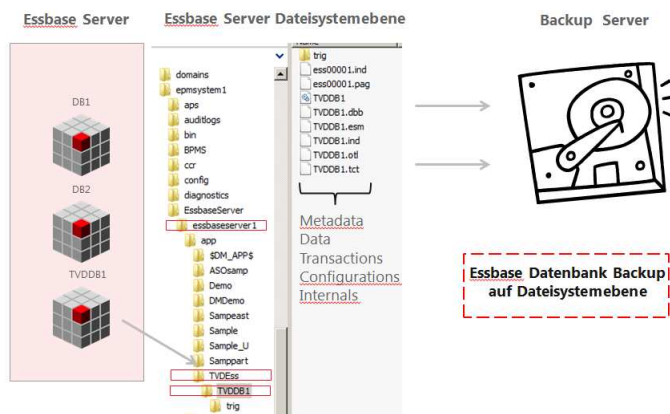 Essbase Server
Essbase Server Dateisystemebene
Backup Server
DB1
DB2
TVDDB1
domains
epmsystem1
aps
auditlogs
bin
BPMS
ccr
config
diagnostics
EssbaseServer
essbaseserver1
app
$DM_APP$
ASOsamp
Demo
DMDemo
Sampeast
Sample
Sample_U
Samppart
TVDEss
TVDDB1
trig
trig
ess00001.ind
ess00001.pag
TVDDB1
TVDDB1.dbb
TVDDB1.esm
TVDDB1.ind
TVDDB1.otl
TVDDB1.tct
Metadata
Data
Transactions
Configurations
Internals
Essbase Datenbank Backup
auf Dateisystemebene